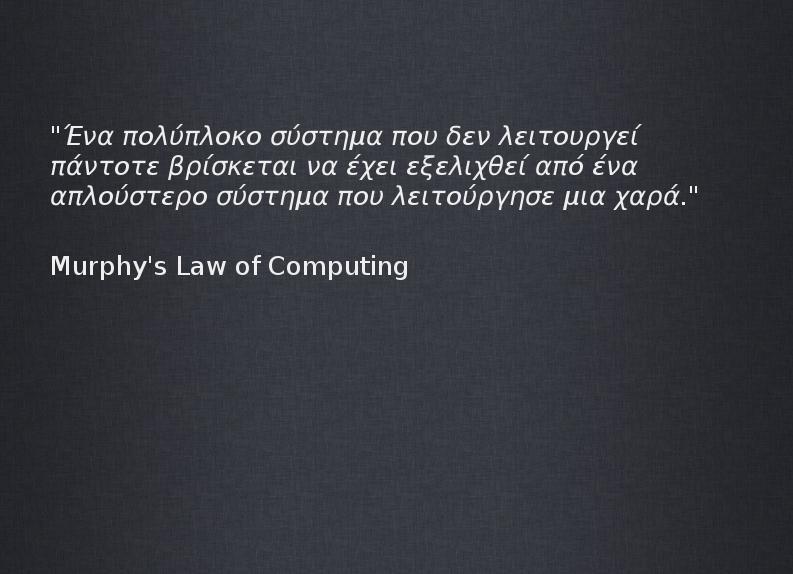 "Ένα πολύπλοκο σύστημα που δεν λειτουργεί
πάντοτε βρίσκεται να έχει εξελιχθεί από ένα
απλούστερο σύστημα που λειτούργησε μια χαρά."
Murphy's Law of Computing